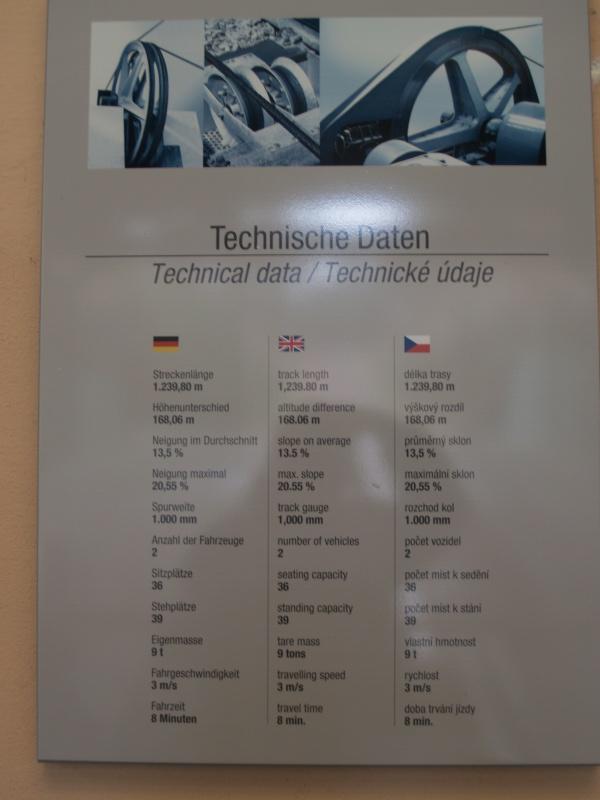 Technische Daten
Technical data / Technické údaje
Streckenlänge
1.239,80 m
Höhenunterschied
168,06 m
Neigung im Durchschnitt
13,5 %
Neigung maximal
20,55 %
Spurweite
1.000 mm
Anzahl der Fahrzeuge
2
Sitzplätze
36
Stehplätze
39
Eigenmasse
9 t
Fahrgeschwindigkeit
3 m/s
Fahrzeit
8 Minuten
track length
1,239.80 m
altitude difference
168.06 m
slope on average
13.5 %
max. slope
20.55 %
track gauge
1,000 mm
number of vehicles
2
seating capacity
36
standing capacity
39
tare mass
9 tons
travelling speed
3 m/s
travel time
8 min.
délka trasy
1.239,80 m
výškový rozdíl
168,06 m
průměrný sklon
13,5 %
maximální sklon
20,55 %
rozchod kol
1.000 mm
počet vozidel
2
počet míst k sedění
36
počet míst k stání
39
vlastní hmotnost
9 t
rychlost
3 m/s
doba trvání jízdy
8 min.